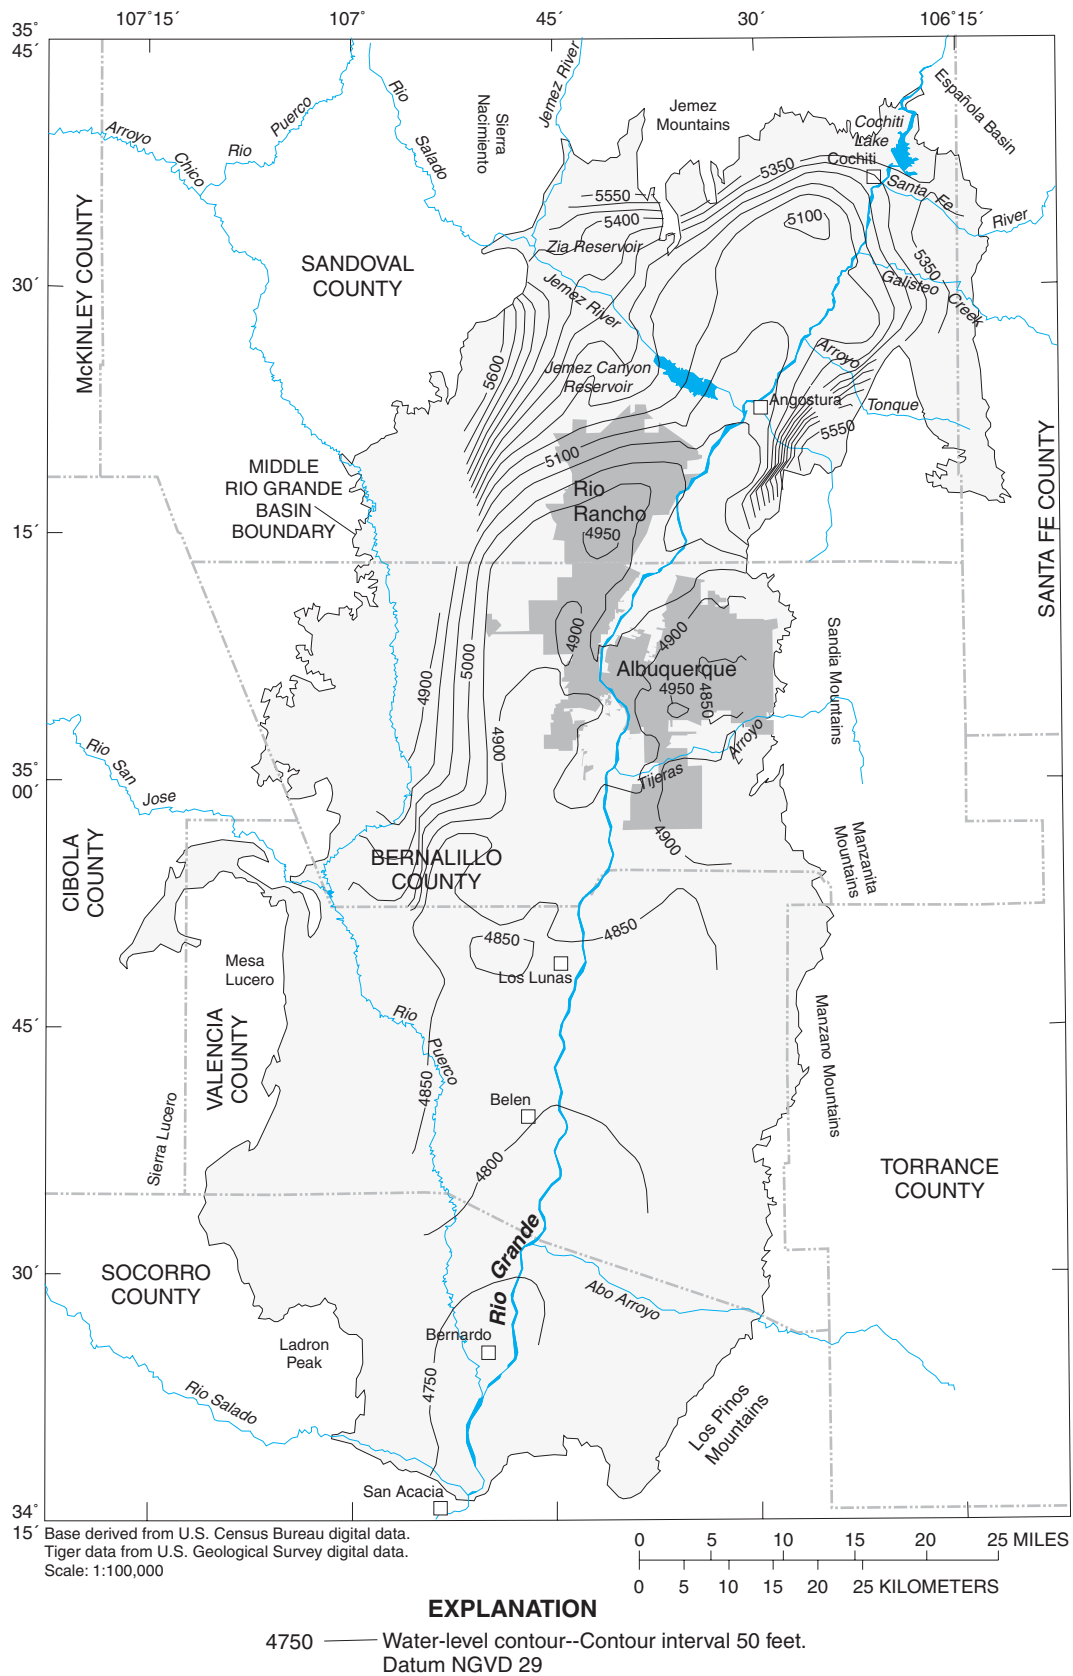 107°15´
107°
45´
30´
106°15´
35°
45´
Arroyo
Chico
Rio
Puerco
Rio
Salado
Sierra
Nacimiento
Jemez River
Jemez
Mountains
Española Basin
Cochiti
Lake
Cochiti
Santa Fe
River
5350
5550
5400
5100
Zia Reservoir
5350
Galisteo
Creek
McKINLEY COUNTY
SANDOVAL
COUNTY
30´
Jemez River
5600
Jemez Canyon
Reservoir
Arroyo
Tonque
Angostura
5550
5100
MIDDLE
RIO GRANDE
BASIN
BOUNDARY
Rio
Rancho
4950
15´
SANTA FE COUNTY
4900
4900
Albuquerque
4950
4850
4900
5000
4900
Sandia Mountains
Rio San
Jose
Tijeras
Arroyo
35°
00´
4900
Manzanita
Mountains
CIBOLA
COUNTY
BERNALILLO
COUNTY
4850
4850
Los Lunas
Mesa
Lucero
Rio
Puerco
45´
VALENCIA
COUNTY
4850
Belen
Manzano Mountains
Sierra Lucero
4800
TORRANCE
COUNTY
30´
SOCORRO
COUNTY
Rio Grande
Abo Arroyo
Bernardo
Ladron
Peak
4750
Rio Salado
Los Pinos
Mountains
San Acacia
34°
15´
Base derived from U.S. Census Bureau digital data.
Tiger data from U.S. Geological Survey digital data.
Scale: 1:100,000
0 5 10 15 20 25 MILES
0 5 10 15 20 25 KILOMETERS
EXPLANATION
4750 Water-level contour--Contour interval 50 feet.
Datum NGVD 29